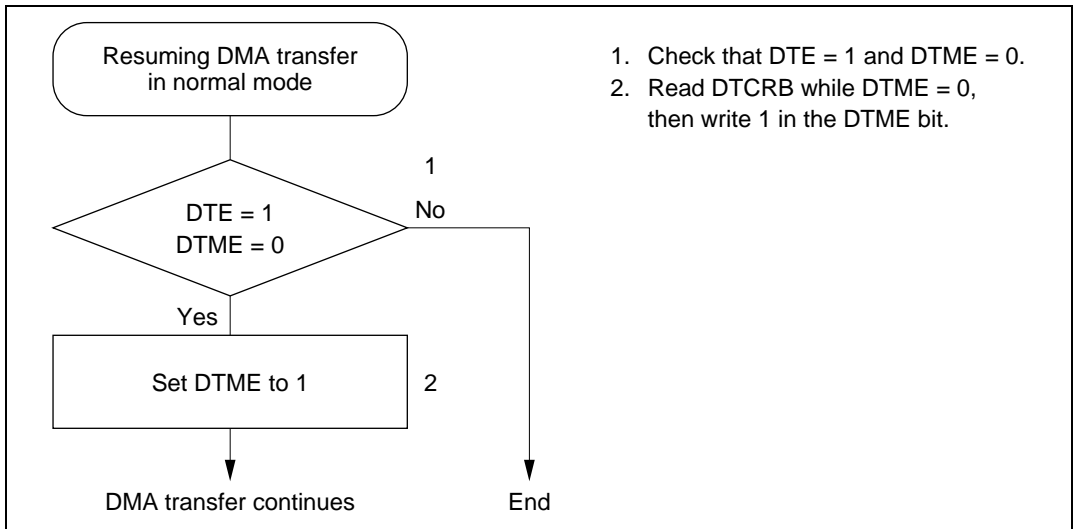 Resuming DMA transfer
in normal mode
1. Check that DTE = 1 and DTME = 0.
2. Read DTCRB while DTME = 0,
then write 1 in the DTME bit.
1
DTE = 1
DTME = 0
No
Yes
Set DTME to 1
2
DMA transfer continues
End